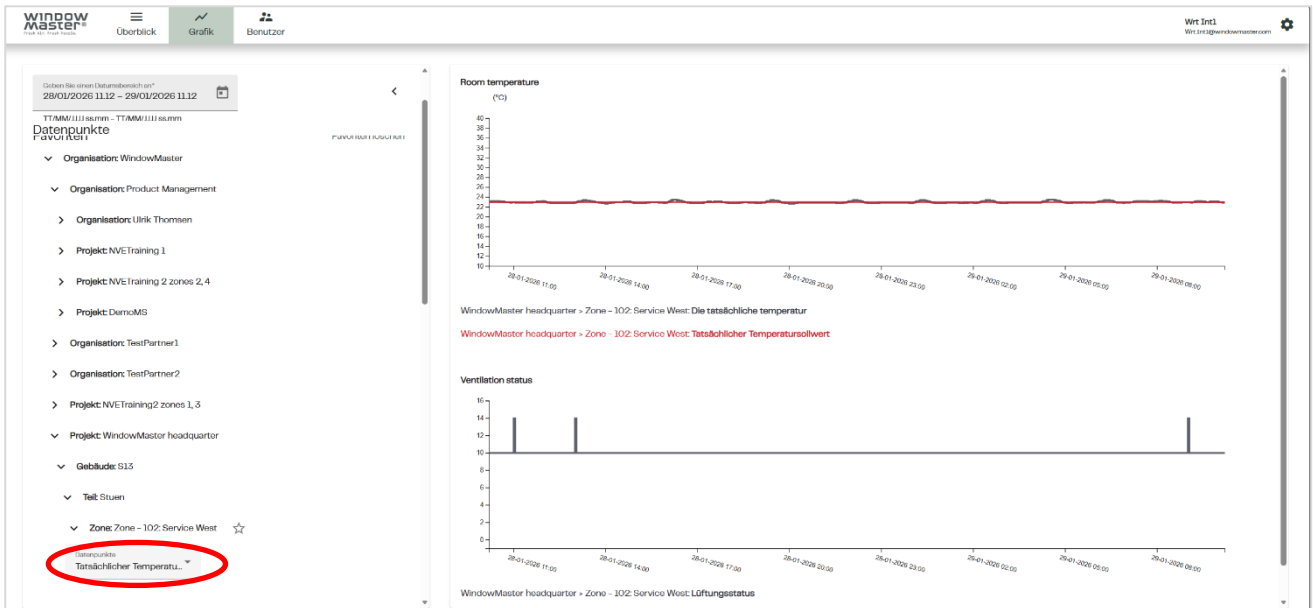 WINDOW
Master®
Fresh Air. Fresh People.
Überblick
Grafik
Benutzer
Wrt Int1
Wrt.Int1@windowmaster.com
Geben Sie einen Datumsbereich an*
28/01/2026 11.12 – 29/01/2026 11.12
TT/MM/JJJJ ss.mm – TT/MM/JJJJ ss.mm
Datenpunkte
Favoriten
Favoriten löschen
Organisation: WindowMaster
Organisation: Product Management
Organisation: Ulrik Thomsen
Projekt: NVETraining 1
Projekt: NVETraining 2 zones 2, 4
Projekt: DemoMS
Organisation: TestPartner1
Organisation: TestPartner2
Projekt: NVETraining2 zones 1, 3
Projekt: WindowMaster headquarter
Gebäude: S13
Teil: Stuen
Zone: Zone - 102: Service West
Datenpunkte
Tatsächlicher Temperatu...
Room temperature
(°C)
40
38
36
34
32
30
28
26
24
22
20
18
16
14
12
10
28-01-2026 11:00
28-01-2026 14:00
28-01-2026 17:00
28-01-2026 20:00
28-01-2026 23:00
29-01-2026 02:00
29-01-2026 05:00
29-01-2026 08:00
WindowMaster headquarter > Zone - 102: Service West: Die tatsächliche temperatur
WindowMaster headquarter > Zone - 102: Service West: Tatsächlicher Temperatursollwert
Ventilation status
16
14
12
10
8
6
4
2
0
28-01-2026 11:00
28-01-2026 14:00
28-01-2026 17:00
28-01-2026 20:00
28-01-2026 23:00
29-01-2026 02:00
29-01-2026 05:00
29-01-2026 08:00
WindowMaster headquarter > Zone - 102: Service West: Lüftungsstatus